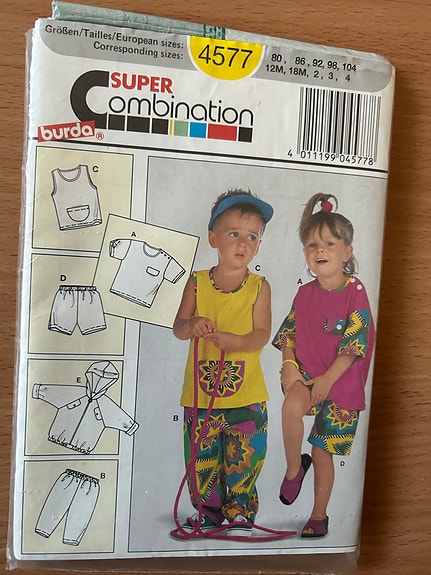 Größen/Tailles/European sizes:
Corresponding sizes:
4577
80, 86, 92, 98, 104
12M, 18M, 2, 3, 4
SUPER
Combination
burda®
4 011199 045778
C
A
D
E
B
C
A
B
D